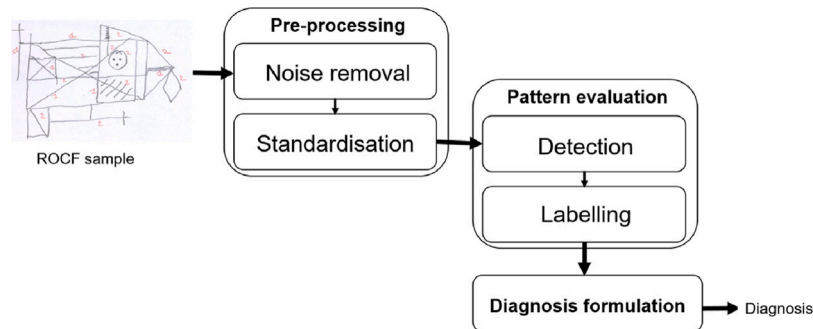 Pre-processing
Noise removal
Standardisation
ROCF sample
Pattern evaluation
Detection
Labelling
Diagnosis formulation
Diagnosis